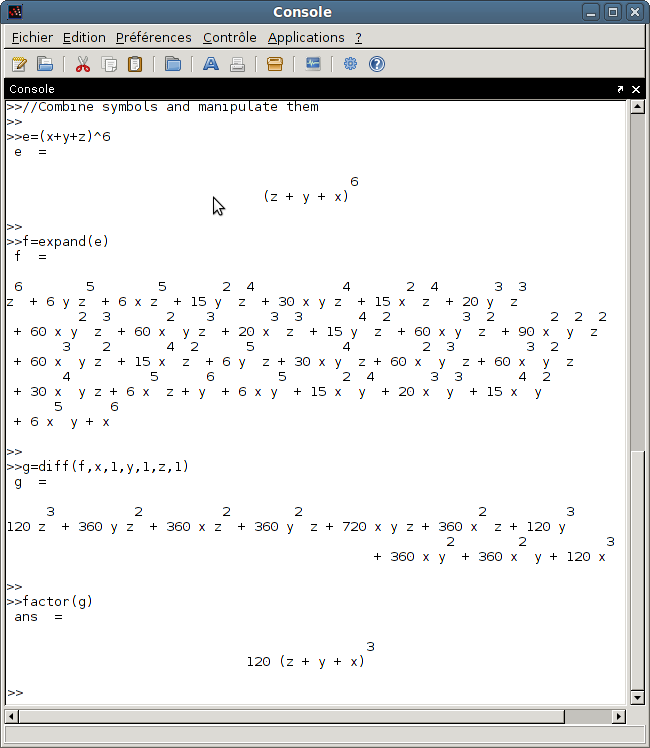 Console
Fichier Edition Préférences Contrôle Applications ?
Console
>>//Combine symbols and manipulate them
>>
>>e=(x+y+z)^6
e =
6
(z + y + x)
>>
>>f=expand(e)
f =
6 5 5 2 4 4 2 4 3 3
z + 6 y z + 6 x z + 15 y z + 30 x y z + 15 x z + 20 y z
2 3 2 3 3 3 4 2 3 2 2 2 2
+ 60 x y z + 60 x y z + 20 x z + 15 y z + 60 x y z + 90 x y z
3 2 4 2 5 4 2 3 3 2
+ 60 x y z + 15 x z + 6 y z + 30 x y z + 60 x y z + 60 x y z
4 5 6 5 2 4 3 3 4 2
+ 30 x y z + 6 x z + y + 6 x y + 15 x y + 20 x y + 15 x y
5 6
+ 6 x y + x
>>
>>g=diff(f,x,1,y,1,z,1)
g =
3 2 2 2 2 3
120 z + 360 y z + 360 x z + 360 y z + 720 x y z + 360 x z + 120 y
2 2 3
+ 360 x y + 360 x y + 120 x
>>
>>factor(g)
ans =
3
120 (z + y + x)
>>